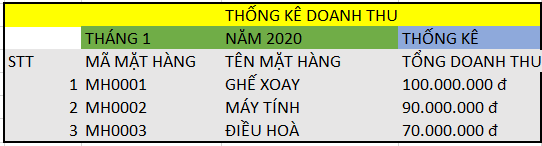 THỐNG KÊ DOANH THU
THÁNG 1 NĂM 2020 THỐNG KÊ
STT MÃ MẶT HÀNG TÊN MẶT HÀNG TỔNG DOANH THU
1 MH0001 GHẾ XOAY 100.000.000 đ
2 MH0002 MÁY TÍNH 90.000.000 đ
3 MH0003 ĐIỀU HOÀ 70.000.000 đ